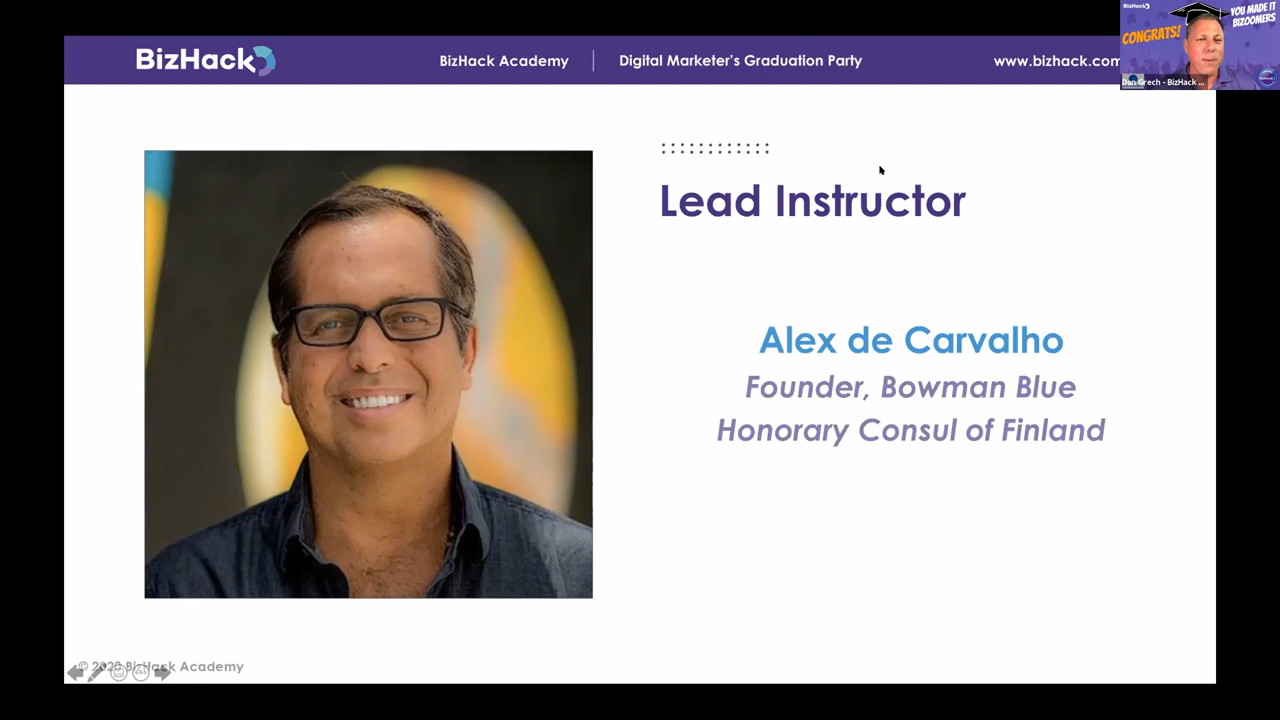 BizHack
BizHack Academy
Digital Marketer's Graduation Party
www.bizhack.com
BizHack
CONGRATS!
YOU MADE IT
BIZOOMERS
Dan Grech - BizHack ...
Lead Instructor
Alex de Carvalho
Founder, Bowman Blue
Honorary Consul of Finland
© 2020 BizHack Academy